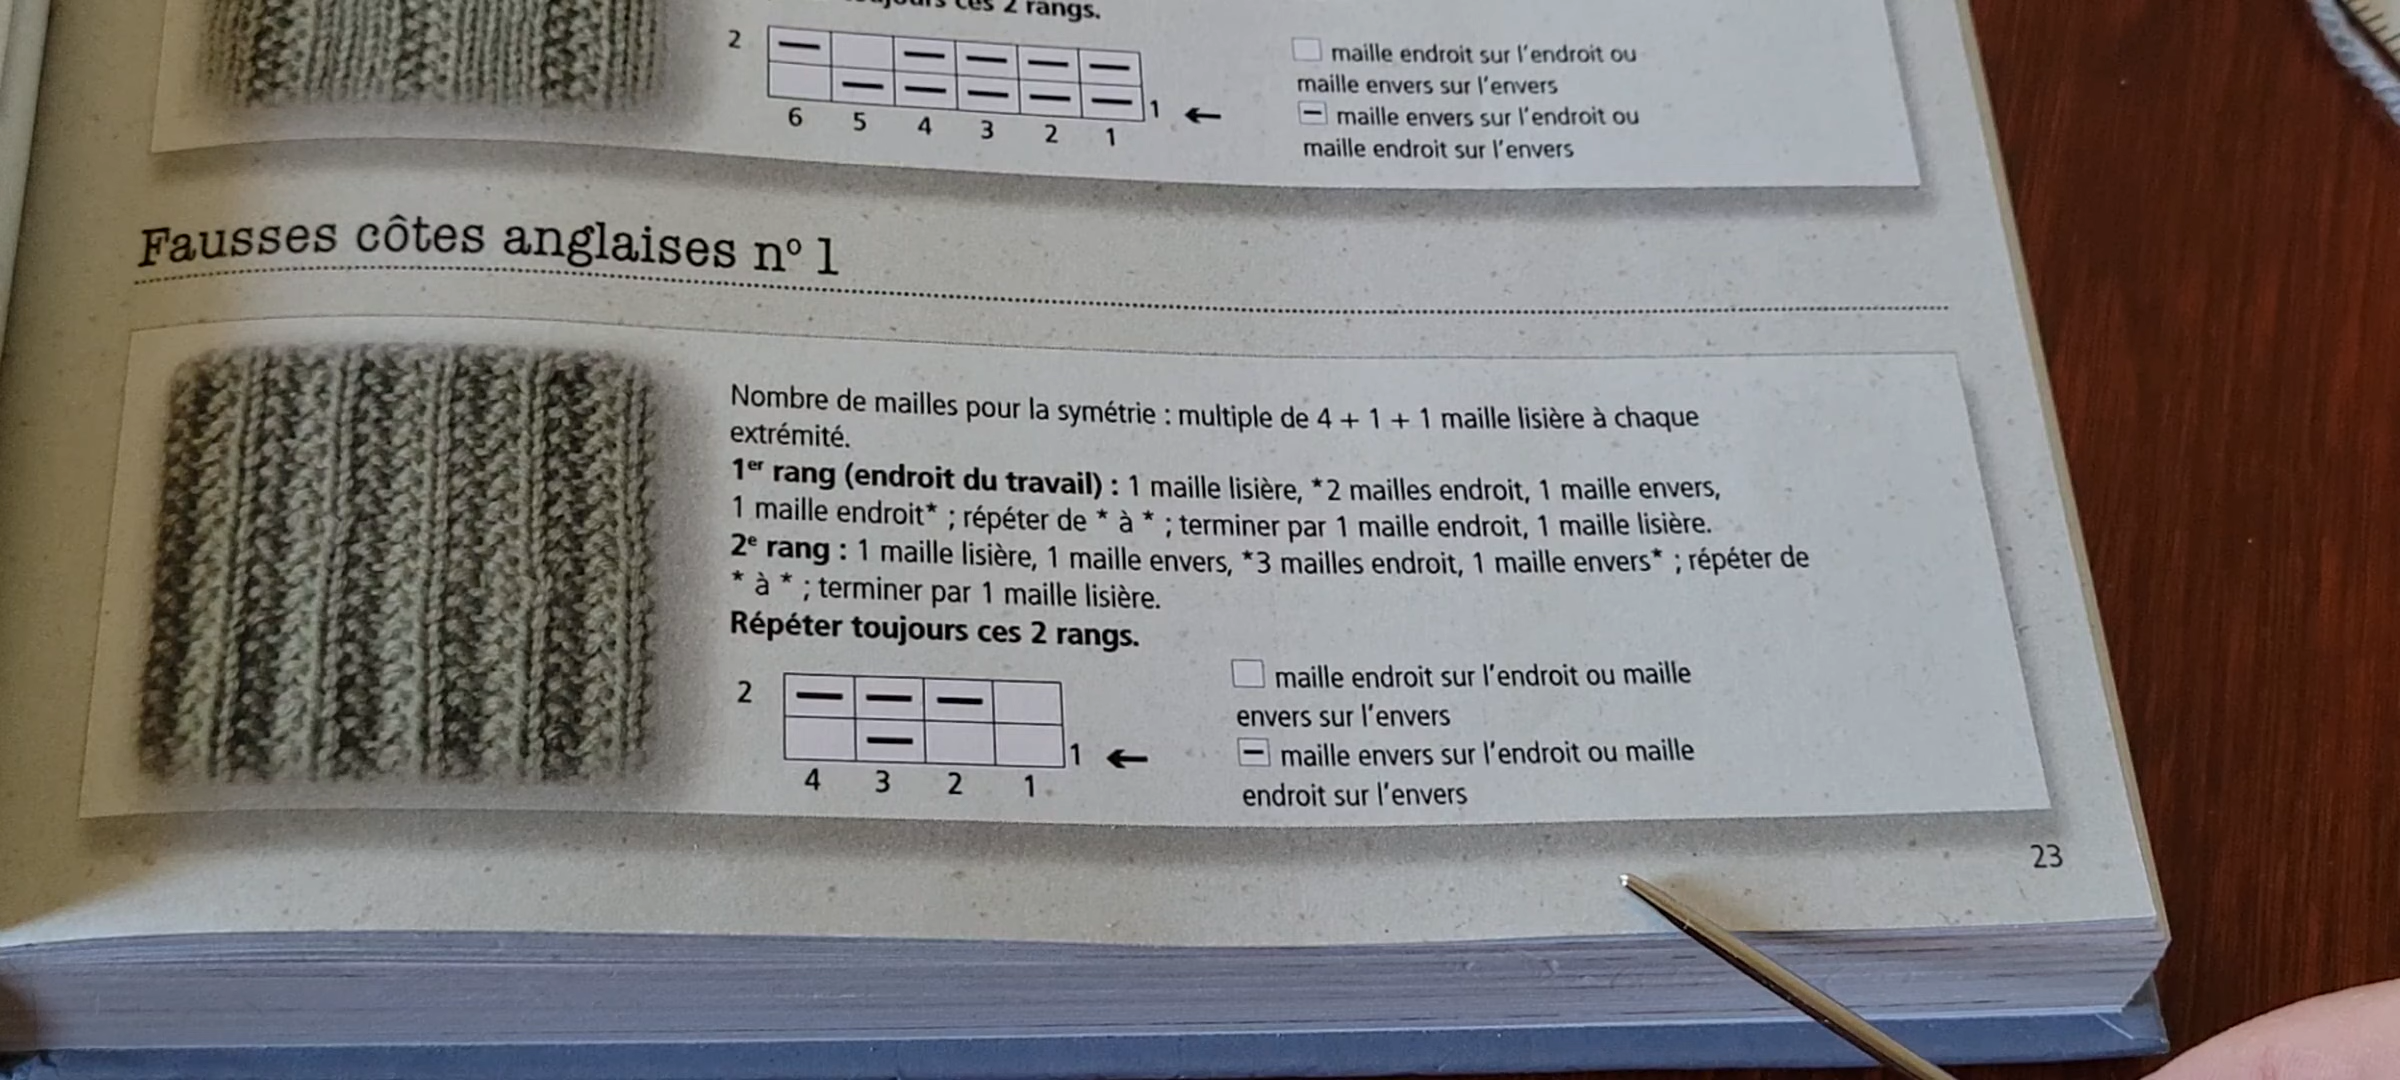 ces 2 rangs.
2
1
6 5 4 3 2 1
maille endroit sur l'endroit ou
maille envers sur l'envers
maille envers sur l'endroit ou
maille endroit sur l'envers
Fausses côtes anglaises nº 1
Nombre de mailles pour la symétrie : multiple de 4 + 1 + 1 maille lisière à chaque
extrémité.
1er rang (endroit du travail) : 1 maille lisière, *2 mailles endroit, 1 maille envers,
1 maille endroit* ; répéter de * à * ; terminer par 1 maille endroit, 1 maille lisière.
2e rang : 1 maille lisière, 1 maille envers, *3 mailles endroit, 1 maille envers* ; répéter de
* à * ; terminer par 1 maille lisière.
Répéter toujours ces 2 rangs.
2
1
4 3 2 1
maille endroit sur l'endroit ou maille
envers sur l'envers
maille envers sur l'endroit ou maille
endroit sur l'envers
23